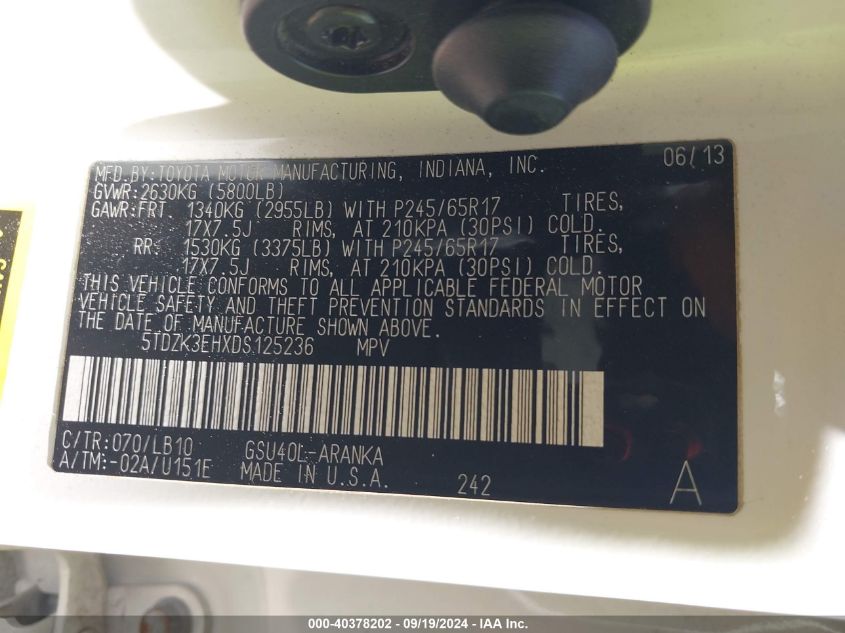 MFD.BY:TOYOTA MOTOR MANUFACTURING, INDIANA, INC. 06/13
GVWR:2630KG (5800LB)
GAWR:FRT. 1340KG (2955LB) WITH P245/65R17 TIRES,
17X7.5J RIMS, AT 210KPA (30PSI) COLD.
RR: 1530KG (3375LB) WITH P245/65R17 TIRES,
17X7.5J RIMS, AT 210KPA (30PSI) COLD.
THIS VEHICLE CONFORMS TO ALL APPLICABLE FEDERAL MOTOR
VEHICLE SAFETY AND THEFT PREVENTION STANDARDS IN EFFECT ON
THE DATE OF MANUFACTURE SHOWN ABOVE.
5TDZK3EHXDS125236 MPV
C/TR:070/LB10 GSU40L-ARANKA
A/TM:-02A/U151E MADE IN U.S.A. 242 A
000-40378202 - 09/19/2024 - IAA Inc.